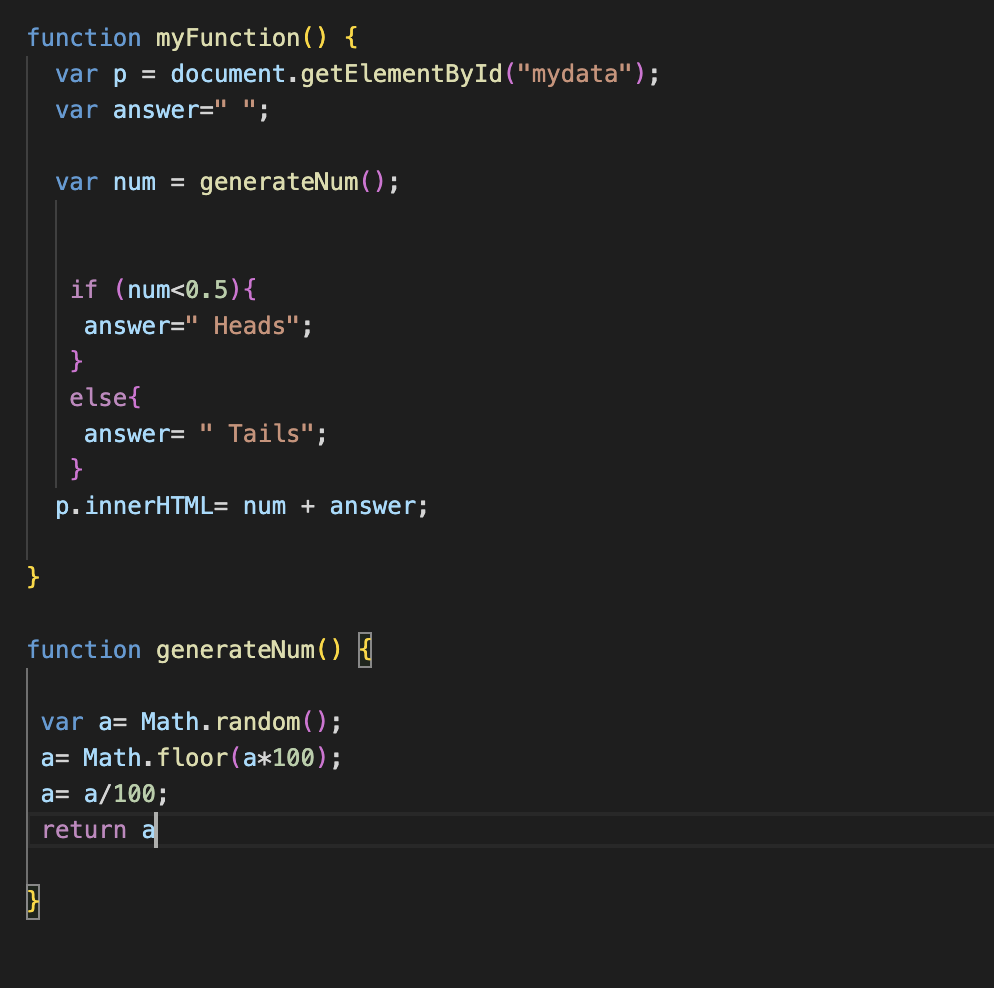 function myFunction() {
  var p = document.getElementById("mydata");
  var answer=" ";

  var num = generateNum();


   if (num<0.5){
    answer=" Heads";
   }
   else{
    answer= " Tails";
   }
  p.innerHTML= num + answer;

}

function generateNum() {

 var a= Math.random();
 a= Math.floor(a*100);
 a= a/100;
 return a

}